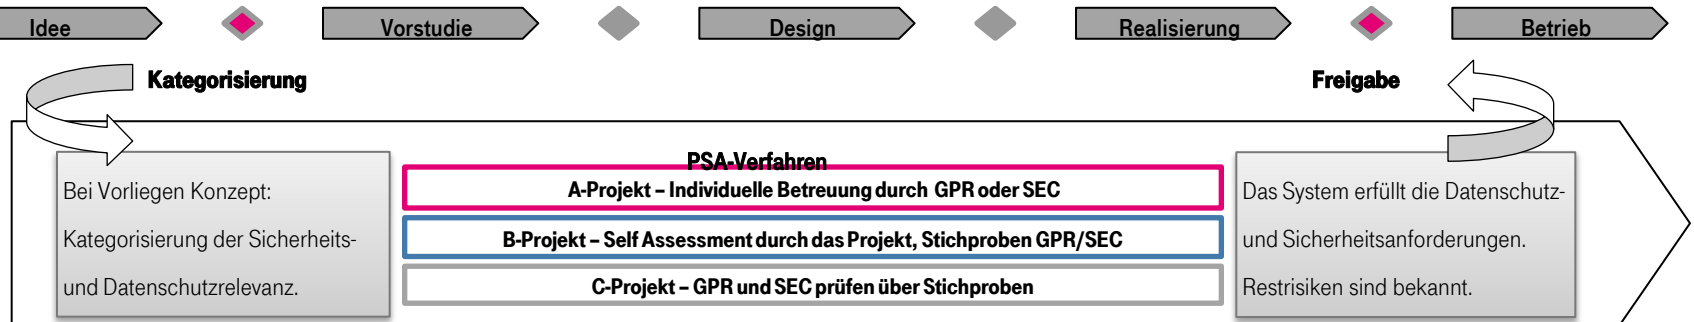 Idee
Vorstudie
Design
Realisierung
Betrieb
Kategorisierung
Freigabe
PSA-Verfahren
Bei Vorliegen Konzept:
Kategorisierung der Sicherheits-
und Datenschutzrelevanz.
A-Projekt – Individuelle Betreuung durch GPR oder SEC
B-Projekt – Self Assessment durch das Projekt, Stichproben GPR/SEC
C-Projekt – GPR und SEC prüfen über Stichproben
Das System erfüllt die Datenschutz-
und Sicherheitsanforderungen.
Restrisiken sind bekannt.